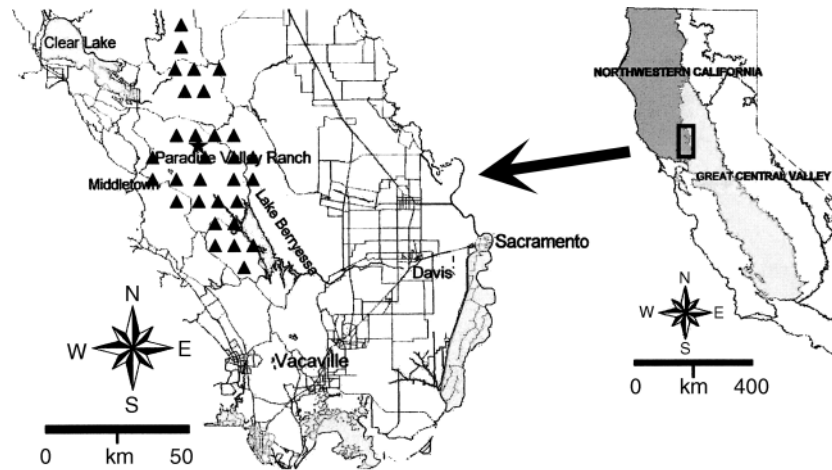 Clear Lake
Paradise Valley Ranch
Middletown
Lake Berryessa
Sacramento
Davis
Vacaville
N
W E
S
0 km 50
NORTHWESTERN CALIFORNIA
GREAT CENTRAL VALLEY
N
W E
S
0 km 400